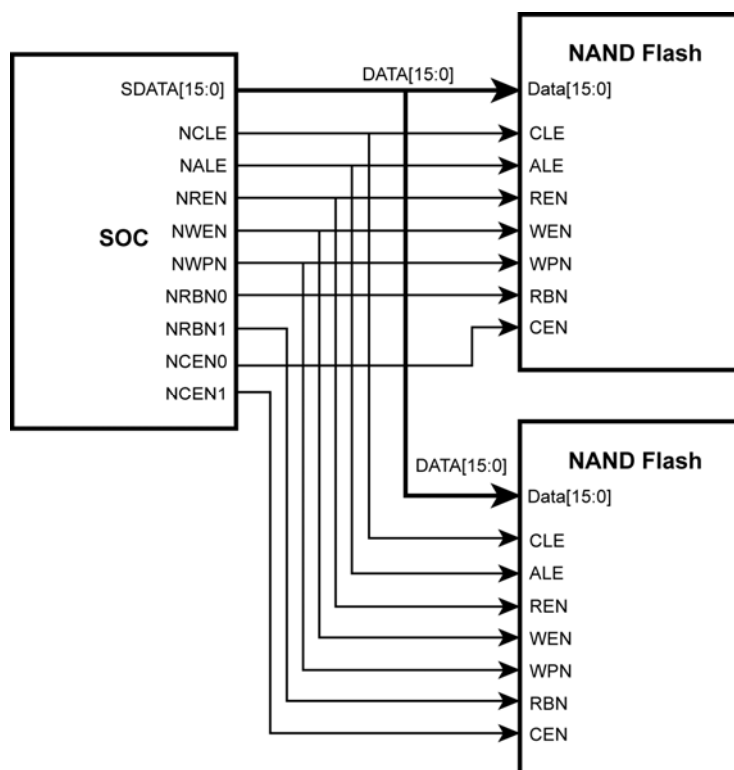 SOC
SDATA[15:0]
NCLE
NALE
NREN
NWEN
NWPN
NRBN0
NRBN1
NCEN0
NCEN1
DATA[15:0]
NAND Flash
Data[15:0]
CLE
ALE
REN
WEN
WPN
RBN
CEN
DATA[15:0]
NAND Flash
Data[15:0]
CLE
ALE
REN
WEN
WPN
RBN
CEN